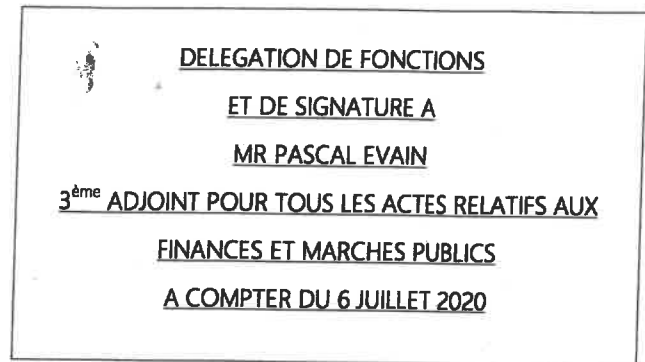 DELEGATION DE FONCTIONS
ET DE SIGNATURE A
MR PASCAL EVAIN
3ème ADJOINT POUR TOUS LES ACTES RELATIFS AUX
FINANCES ET MARCHES PUBLICS
A COMPTER DU 6 JUILLET 2020